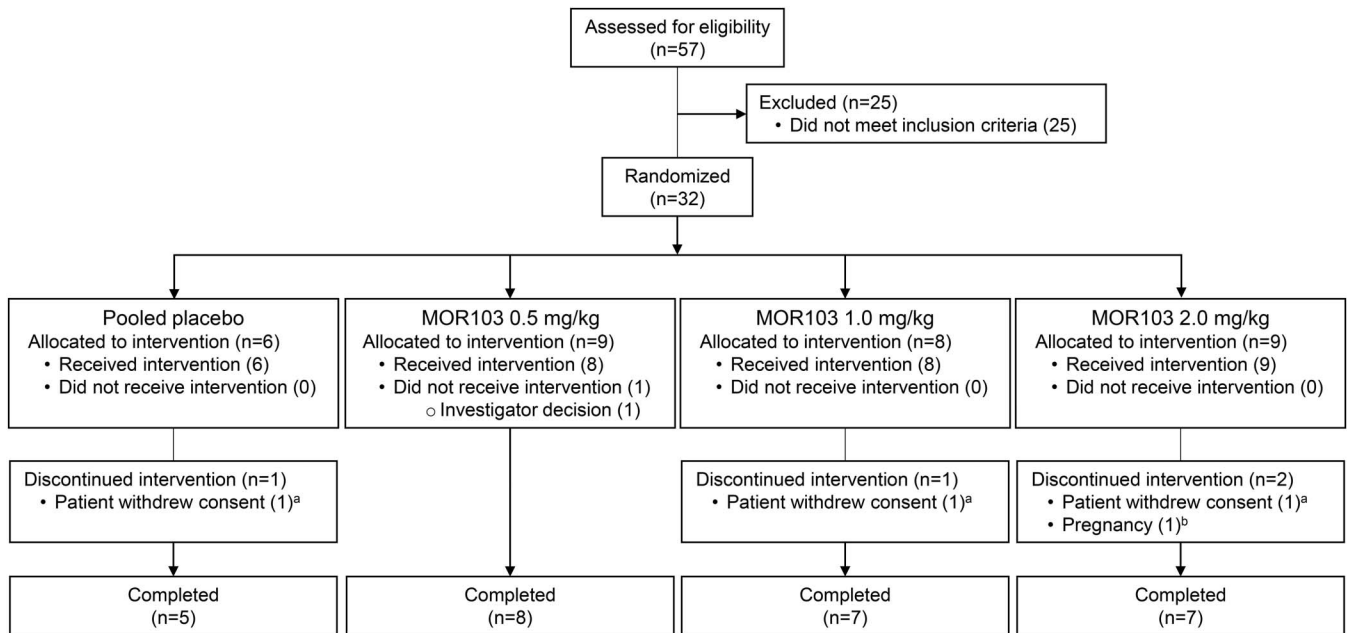 Assessed for eligibility
(n=57)
Excluded (n=25)
• Did not meet inclusion criteria (25)
Randomized
(n=32)
Pooled placebo
Allocated to intervention (n=6)
• Received intervention (6)
• Did not receive intervention (0)
MOR103 0.5 mg/kg
Allocated to intervention (n=9)
• Received intervention (8)
• Did not receive intervention (1)
○ Investigator decision (1)
MOR103 1.0 mg/kg
Allocated to intervention (n=8)
• Received intervention (8)
• Did not receive intervention (0)
MOR103 2.0 mg/kg
Allocated to intervention (n=9)
• Received intervention (9)
• Did not receive intervention (0)
Discontinued intervention (n=1)
• Patient withdrew consent (1)ᵃ
Discontinued intervention (n=1)
• Patient withdrew consent (1)ᵃ
Discontinued intervention (n=2)
• Patient withdrew consent (1)ᵃ
• Pregnancy (1)ᵇ
Completed
(n=5)
Completed
(n=8)
Completed
(n=7)
Completed
(n=7)